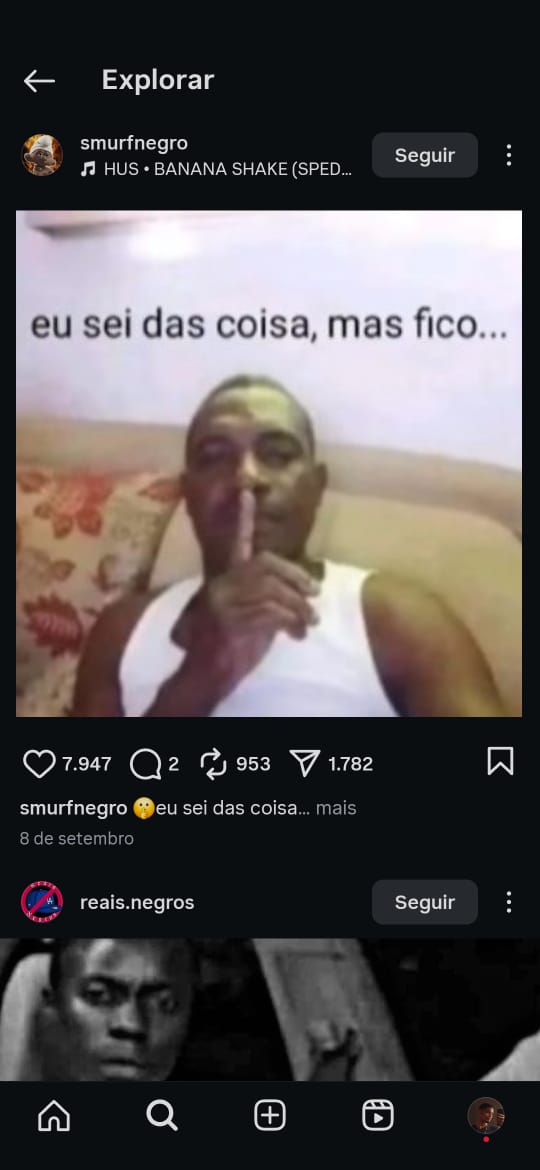 Explorar
smurfnegro
HUS • BANANA SHAKE (SPED...
Seguir
eu sei das coisa, mas fico...
7.947
2
953
1.782
smurfnegro 🤫eu sei das coisa... mais
8 de setembro
reais.negros
Seguir